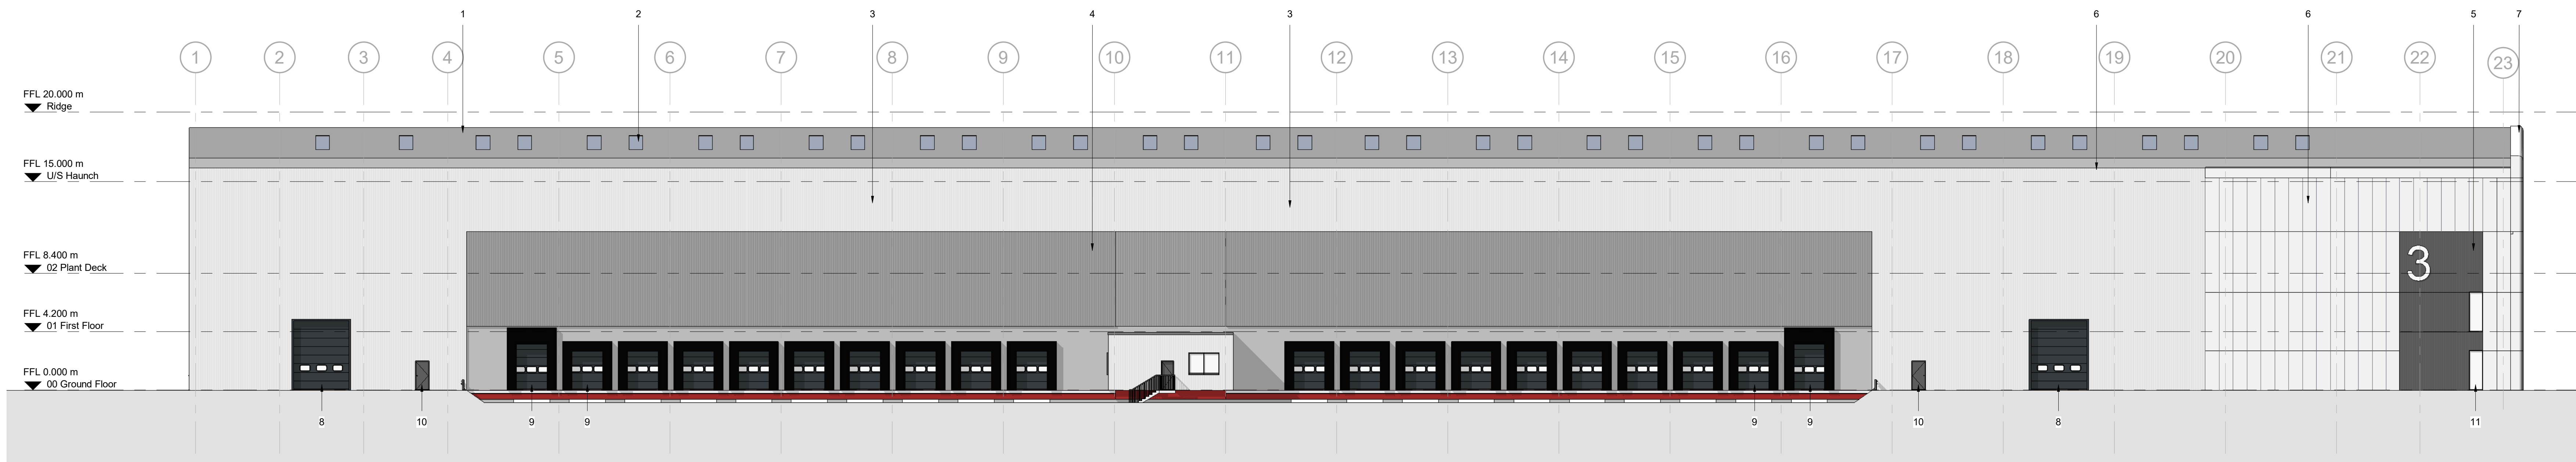 1 2 3 4 3 6 6 5 7
1 2 3 4 5 6 7 8 9 10 11 12 13 14 15 16 17 18 19 20 21 22 23
FFL 20.000 m
Ridge
FFL 15.000 m
U/S Haunch
FFL 8.400 m
02 Plant Deck
3
FFL 4.200 m
01 First Floor
FFL 0.000 m
00 Ground Floor
8 10 9 9 9 9 10 8 11